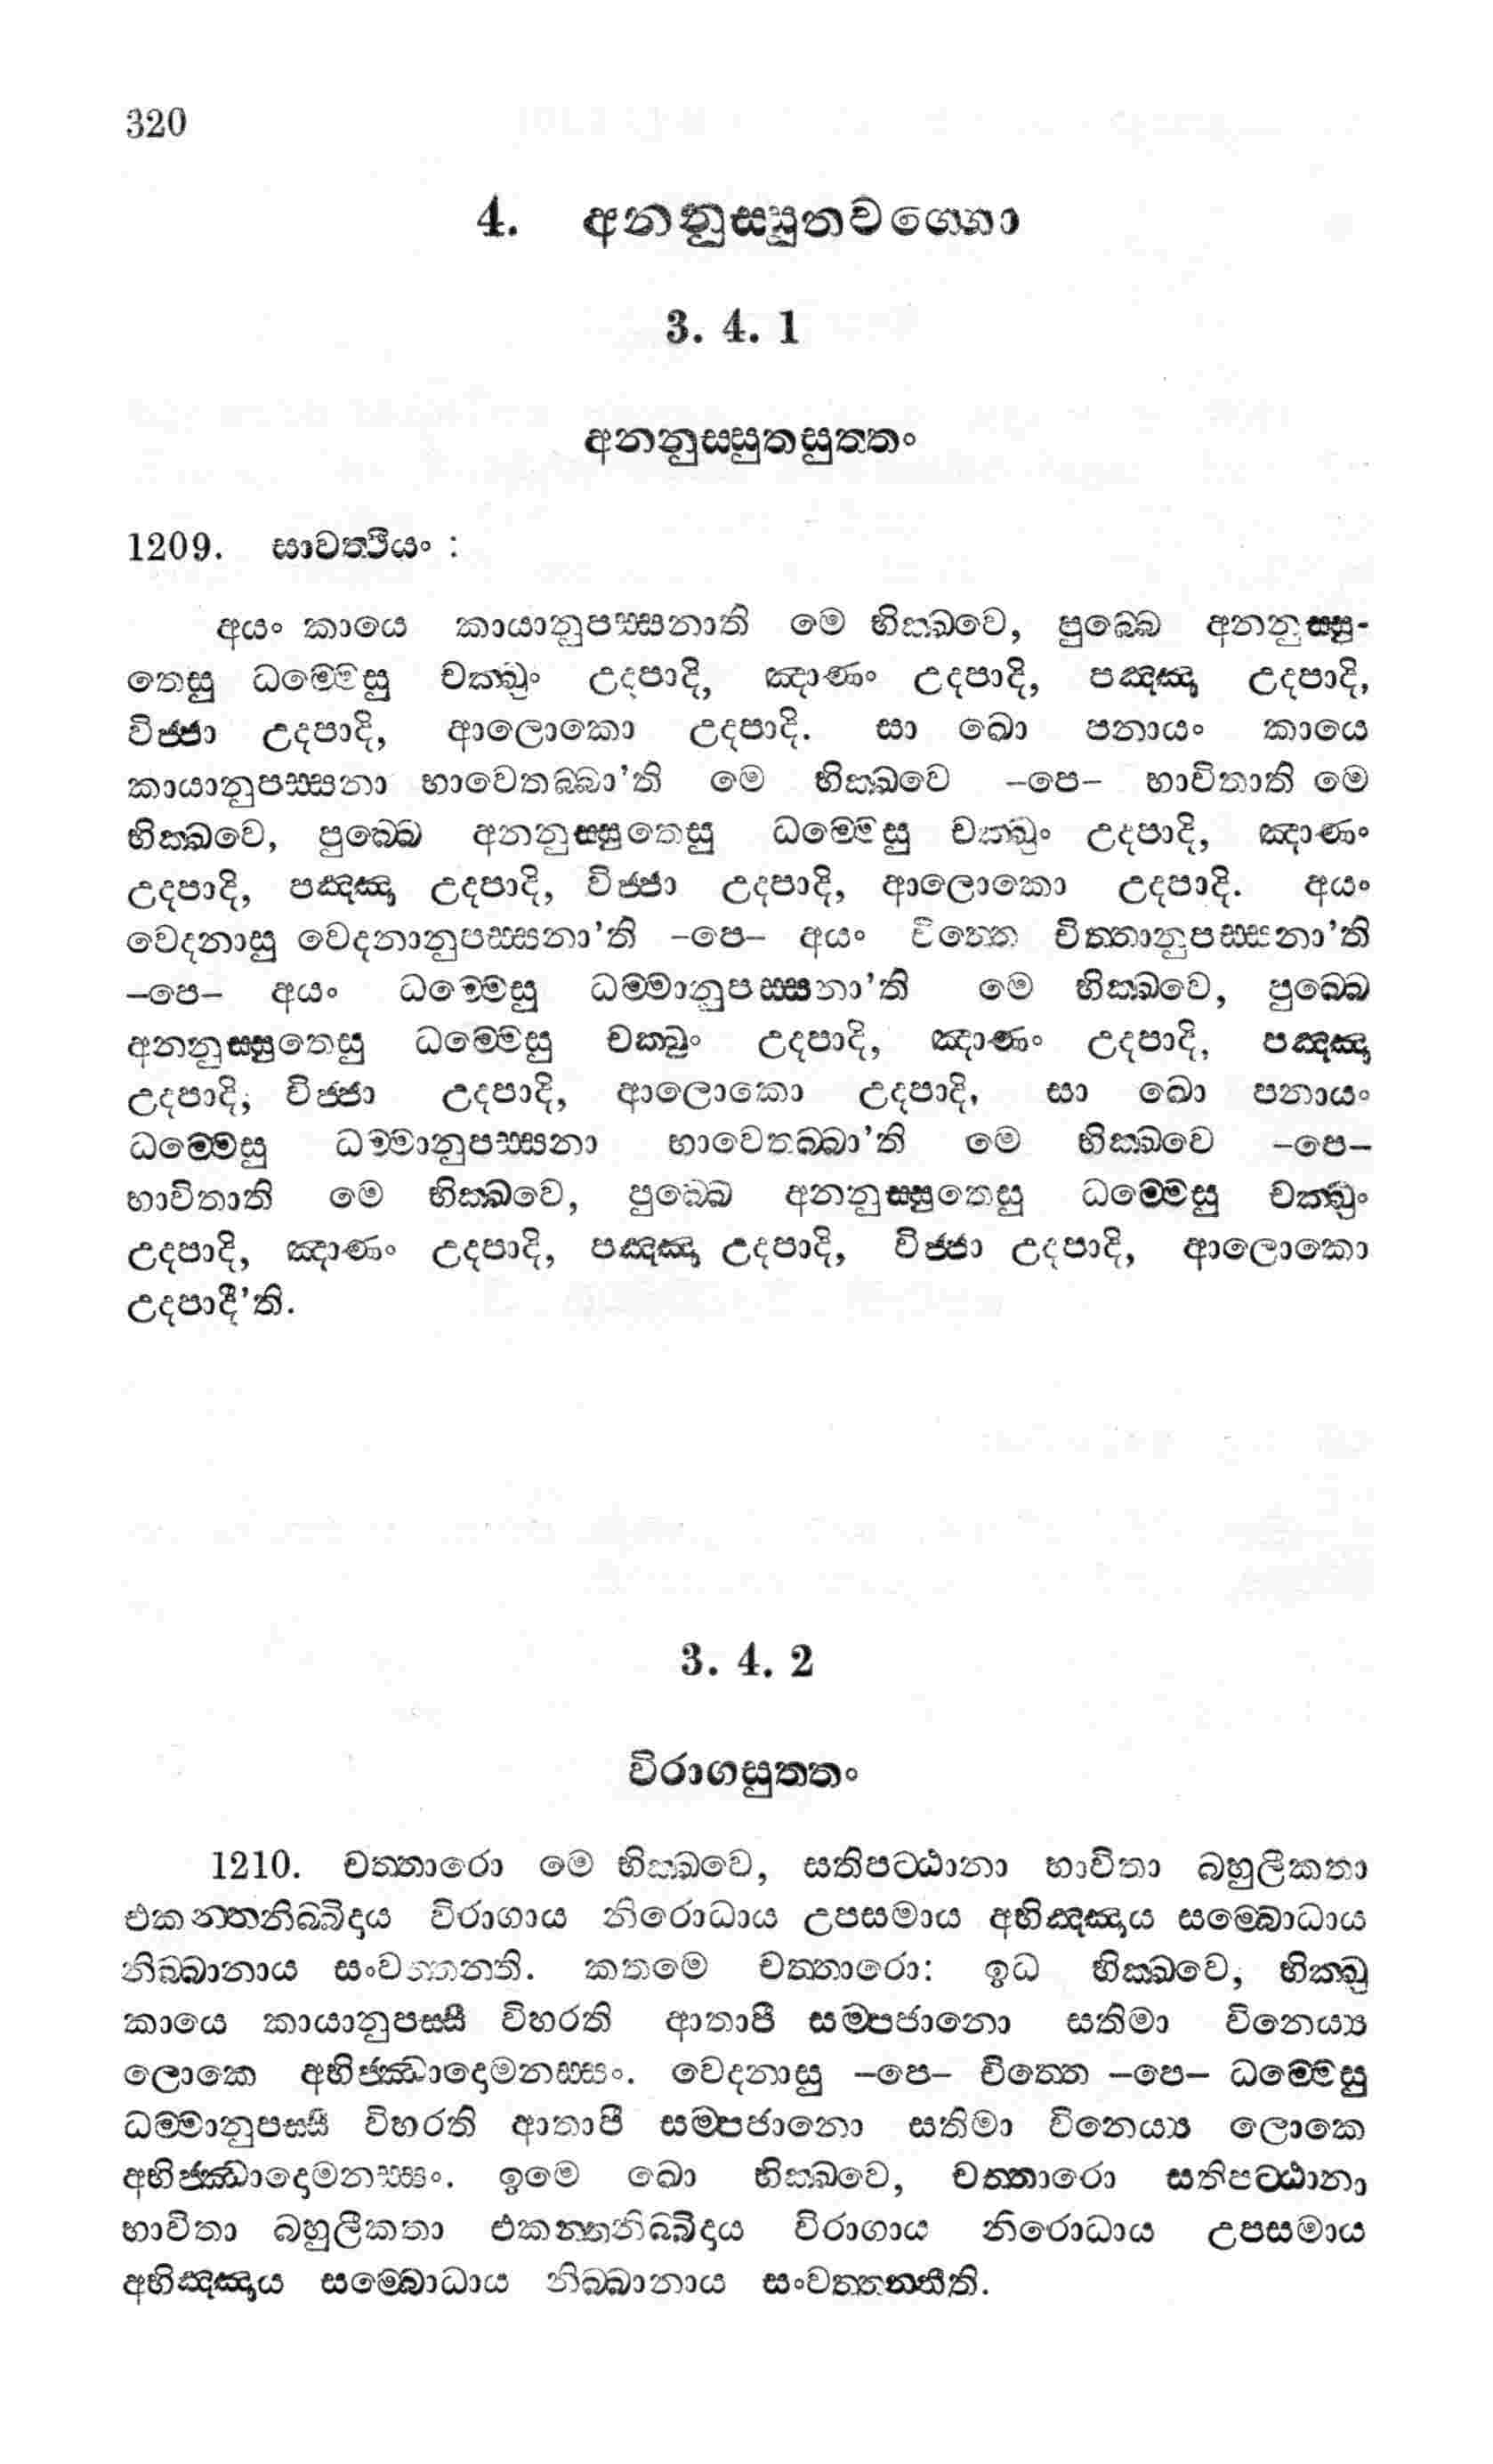 320
4. අනනුස්සුතවග්ගො
3. 4. 1
අනනුස්සුතසුත්තං
1209. සාවත්ථියං :
අයං කායෙ කායානුපස්සනාති මෙ භික්ඛවෙ, පුබ්බෙ අනනුස්සු-
තෙසු ධම්මෙසු චක්ඛුං උදපාදි, ඤාණං උදපාදි, පඤ්ඤා උදපාදි,
විජ්ජා උදපාදි, ආලොකො උදපාදි. සා ඛො පනායං කායෙ
කායානුපස්සනා භාවෙතබ්බා'ති මෙ භික්ඛවෙ –පෙ– භාවිතාති මෙ
භික්ඛවෙ, පුබ්බෙ අනනුස්සුතෙසු ධම්මෙසු චක්ඛුං උදපාදි, ඤාණං
උදපාදි, පඤ්ඤා උදපාදි, විජ්ජා උදපාදි, ආලොකො උදපාදි. අයං
වෙදනාසු වෙදනානුපස්සනා'ති –පෙ– අයං චිත්තෙ චිත්තානුපස්සනා'ති
–පෙ– අයං ධම්මෙසු ධම්මානුපස්සනා'ති මෙ භික්ඛවෙ, පුබ්බෙ
අනනුස්සුතෙසු ධම්මෙසු චක්ඛුං උදපාදි, ඤාණං උදපාදි, පඤ්ඤා
උදපාදි, විජ්ජා උදපාදි, ආලොකො උදපාදි, සා ඛො පනායං
ධම්මෙසු ධම්මානුපස්සනා භාවෙතබ්බා'ති මෙ භික්ඛවෙ –පෙ–
භාවිතාති මෙ භික්ඛවෙ, පුබ්බෙ අනනුස්සුතෙසු ධම්මෙසු චක්ඛුං
උදපාදි, ඤාණං උදපාදි, පඤ්ඤා උදපාදි, විජ්ජා උදපාදි, ආලොකො
උදපාදී'ති.
3. 4. 2
විරාගසුත්තං
1210. චත්තාරො මෙ භික්ඛවෙ, සතිපට්ඨානා භාවිතා බහුලීකතා
එකන්තනිබ්බිදාය විරාගාය නිරොධාය උපසමාය අභිඤ්ඤාය සම්බොධාය
නිබ්බානාය සංවත්තන්ති. කතමෙ චත්තාරො: ඉධ භික්ඛවෙ, භික්ඛු
කායෙ කායානුපස්සී විහරති ආතාපී සම්පජානො සතිමා විනෙය්‍ය
ලොකෙ අභිජ්ඣාදොමනස්සං. වෙදනාසු –පෙ– චිත්තෙ –පෙ– ධම්මෙසු
ධම්මානුපස්සී විහරති ආතාපී සම්පජානො සතිමා විනෙය්‍ය ලොකෙ
අභිජ්ඣාදොමනස්සං. ඉමෙ ඛො භික්ඛවෙ, චත්තාරො සතිපට්ඨානා
භාවිතා බහුලීකතා එකන්තනිබ්බිදාය විරාගාය නිරොධාය උපසමාය
අභිඤ්ඤාය සම්බොධාය නිබ්බානාය සංවත්තන්තීති.